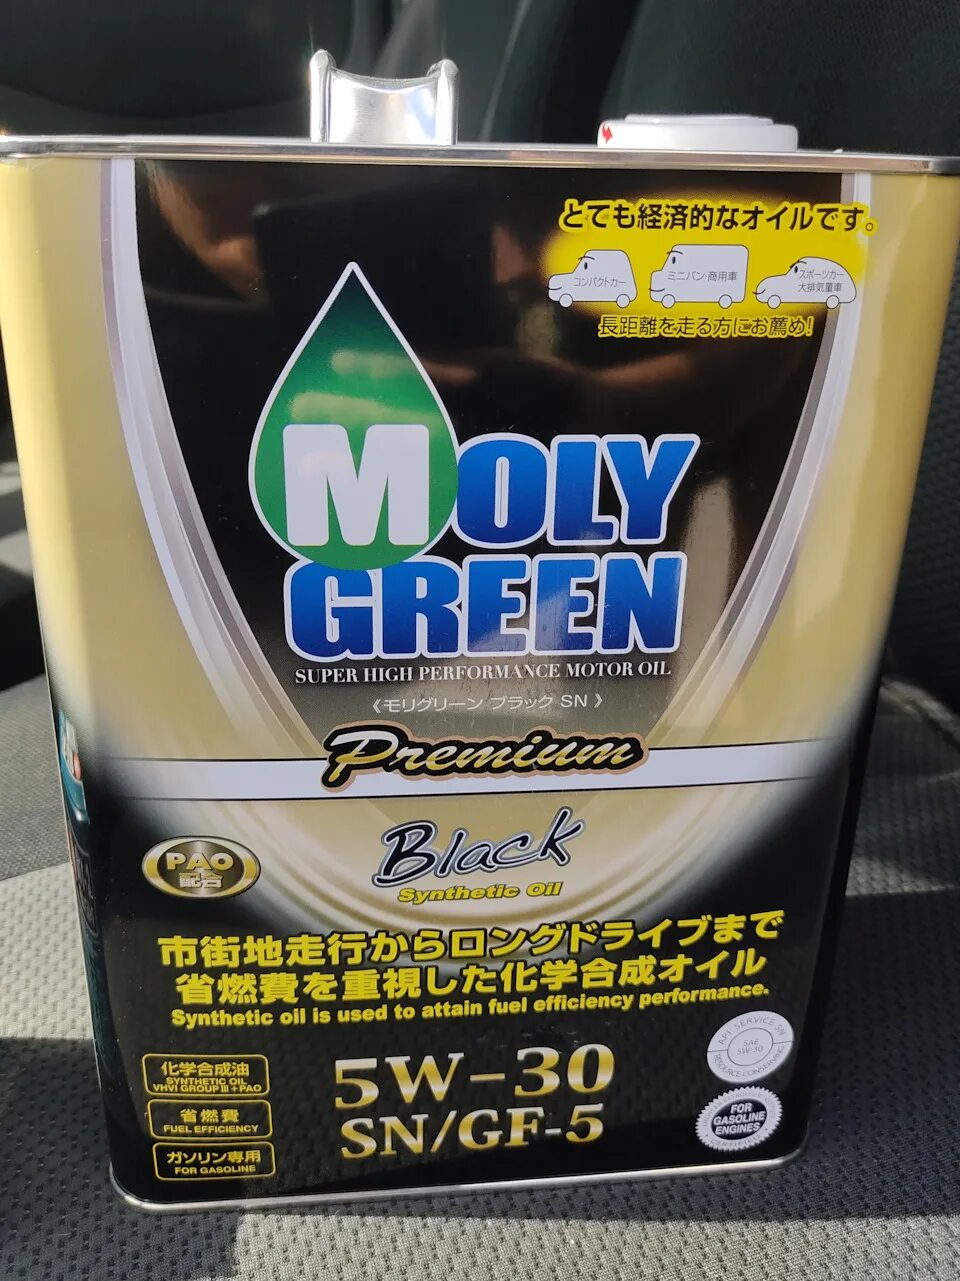 とても経済的なオイルです。
コンパクトカー
ミニバン・商用車
スポーツカー
大排気量車
長距離を走る方にお薦め!
MOLY
GREEN
SUPER HIGH PERFORMANCE MOTOR OIL
《モリグリーン ブラック SN 》
Premium
Black
Synthetic Oil
PAO
配合
市街地走行からロングドライブまで
省燃費を重視した化学合成オイル
Synthetic oil is used to attain fuel efficiency performance.
化学合成油
SYNTHETIC OIL
VHVI GROUP III + PAO
省燃費
FUEL EFFICIENCY
ガソリン専用
FOR GASOLINE
5W-30
SN/GF-5
API SERVICE SN
SAE
5W-30
RESOURCE CONSERVING
FOR
GASOLINE
ENGINES